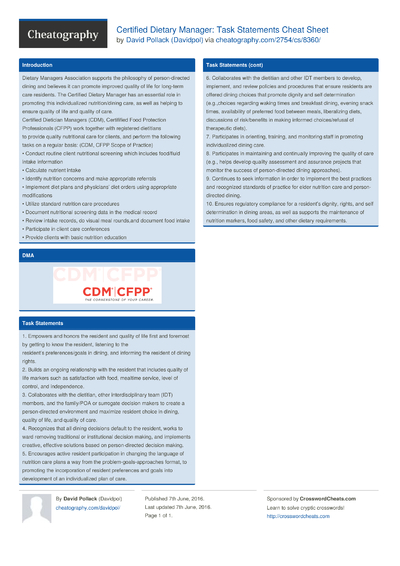 Cheatography
Certified Dietary Manager: Task Statements Cheat Sheet
by David Pollack (Davidpol) via cheatography.com/2754/cs/8360/
Introduction
Dietary Managers Association supports the philosophy of person-directed
dining and believes it can promote improved quality of life for long-term
care residents. The Certified Dietary Manager has an essential role in
promoting this individualized nutrition/dining care, as well as helping to
ensure quality of life and quality of care.
Certified Dietician Managers (CDM), Certitified Food Protection
Professionals (CFPP) work together with registered dietitians
to provide quality nutritional care for clients, and perform the following
tasks on a regular basis: (CDM, CFPP Scope of Practice)
• Conduct routine client nutritional screening which includes food/fluid
intake information
• Calculate nutrient intake
• Identify nutrition concerns and make appropriate referrals
• Implement diet plans and physicians' diet orders using appropriate
modifications
• Utilize standard nutrition care procedures
• Document nutritional screening data in the medical record
• Review intake records, do visual meal rounds,and document food intake
• Participate in client care conferences
• Provide clients with basic nutrition education
DMA
CDM CFPP
CDM CFPP
THE CORNERSTONE OF YOUR CAREER
Task Statements
1. Empowers and honors the resident and quality of life first and foremost
by getting to know the resident, listening to the
resident's preferences/goals in dining, and informing the resident of dining
rights.
2. Builds an ongoing relationship with the resident that includes quality of
life markers such as satisfaction with food, mealtime service, level of
control, and independence.
3. Collaborates with the dietitian, other interdisciplinary team (IDT)
members, and the family/POA or surrogate decision makers to create a
person-directed environment and maximize resident choice in dining,
quality of life, and quality of care.
4. Recognizes that all dining decisions default to the resident, works to
ward removing traditional or institutional decision making, and implements
creative, effective solutions based on person-directed decision making.
5. Encourages active resident participation in changing the language of
nutrition care plans a way from the problem-goals-approaches format, to
promoting the incorporation of resident preferences and goals into
development of an individualized plan of care.
Task Statements (cont)
6. Collaborates with the dietitian and other IDT members to develop,
implement, and review policies and procedures that ensure residents are
offered dining choices that promote dignity and self determination
(e.g.,choices regarding waking times and breakfast dining, evening snack
times, availability of preferred food between meals, liberalizing diets,
discussions of risk/benefits in making informed choices/refusal of
therapeutic diets).
7. Participates in orienting, training, and monitoring staff in promoting
individualized dining care.
8. Participates in maintaining and continually improving the quality of care
(e.g., helps develop quality assessment and assurance projects that
monitor the success of person-directed dining approaches).
9. Continues to seek information in order to implement the best practices
and recognized standards of practice for elder nutrition care and person-
directed dining.
10. Ensures regulatory compliance for a resident's dignity, rights, and self
determination in dining areas, as well as supports the maintenance of
nutrition markers, food safety, and other dietary requirements.
By David Pollack (Davidpol)
cheatography.com/davidpol/
Published 7th June, 2016.
Last updated 7th June, 2016.
Page 1 of 1.
Sponsored by CrosswordCheats.com
Learn to solve cryptic crosswords!
http://crosswordcheats.com